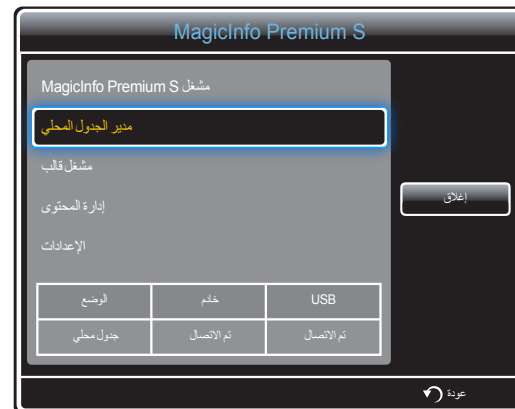 MagicInfo Premium S
مشغل MagicInfo Premium S
مدير الجدول المحلي
مشغل قالب
إدارة المحتوى
الإعدادات
إغلاق
الوضع خادم USB
جدول محلي تم الاتصال تم الاتصال
عودة